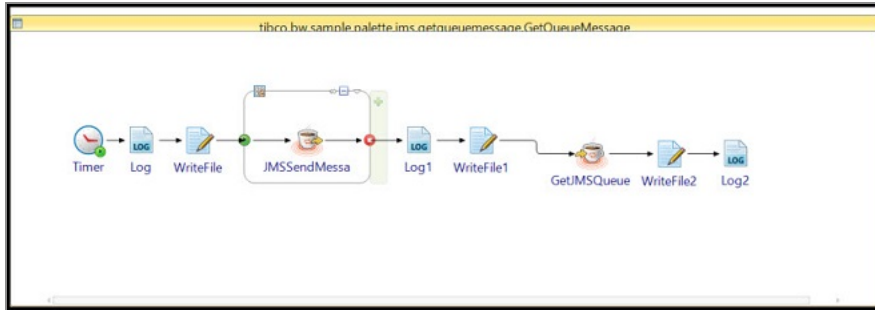 tibco.bw.sample.palette.jms.getqueuemessage.GetQueueMessage
LOG
LOG
LOG
Timer
Log
WriteFile
JMSSendMessa
Log1
WriteFile1
GetJMSQueue
WriteFile2
Log2